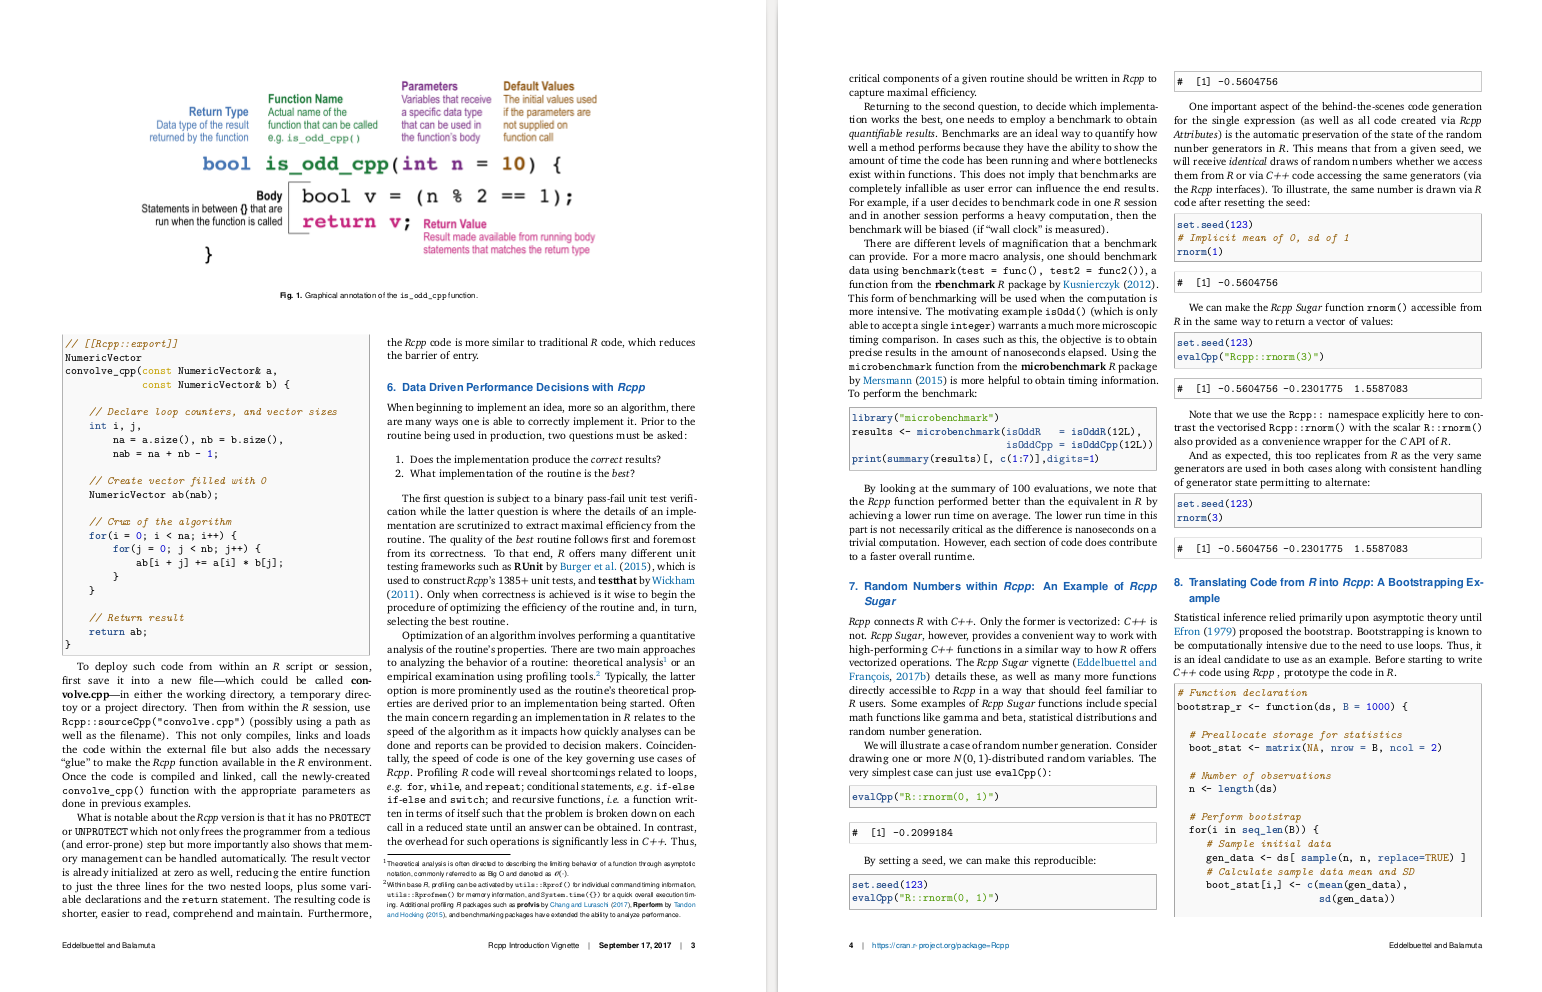 Return Type
Data type of the result
returned by the function
Function Name
Actual name of the
function that can be called
e.g. is_odd_cpp()
Parameters
Variables that receive
a specific data type
that can be used in
the function's body
Default Values
The initial values used
if the parameters are
not supplied on
function call
bool is_odd_cpp(int n = 10) {
Body
Statements in between {} that are
run when the function is called
bool v = (n % 2 == 1);
return v;
Return Value
Result made available from running body
statements that matches the return type
}
Fig. 1. Graphical annotation of the is_odd_cpp function.
// [[Rcpp::export]]
NumericVector
convolve_cpp(const NumericVector& a,
const NumericVector& b) {
// Declare loop counters, and vector sizes
int i, j,
na = a.size(), nb = b.size(),
nab = na + nb - 1;
// Create vector filled with 0
NumericVector ab(nab);
// Crux of the algorithm
for(i = 0; i < na; i++) {
for(j = 0; j < nb; j++) {
ab[i + j] += a[i] * b[j];
}
}
// Return result
return ab;
}
To deploy such code from within an R script or session,
first save it into a new file—which could be called con-
volve.cpp—in either the working directory, a temporary direc-
tory or a project directory. Then from within the R session, use
Rcpp::sourceCpp("convolve.cpp") (possibly using a path as
well as the filename). This not only compiles, links and loads
the code within the external file but also adds the necessary
“glue” to make the Rcpp function available in the R environment.
Once the code is compiled and linked, call the newly-created
convolve_cpp() function with the appropriate parameters as
done in previous examples.
What is notable about the Rcpp version is that it has no PROTECT
or UNPROTECT which not only frees the programmer from a tedious
(and error-prone) step but more importantly also shows that mem-
ory management can be handled automatically. The result vector
is already initialized at zero as well, reducing the entire function
to just the three lines for the two nested loops, plus some vari-
able declarations and the return statement. The resulting code is
shorter, easier to read, comprehend and maintain. Furthermore,
the Rcpp code is more similar to traditional R code, which reduces
the barrier of entry.
6. Data Driven Performance Decisions with Rcpp
When beginning to implement an idea, more so an algorithm, there
are many ways one is able to correctly implement it. Prior to the
routine being used in production, two questions must be asked:
1. Does the implementation produce the correct results?
2. What implementation of the routine is the best?
The first question is subject to a binary pass-fail unit test verifi-
cation while the latter question is where the details of an imple-
mentation are scrutinized to extract maximal efficiency from the
routine. The quality of the best routine follows first and foremost
from its correctness. To that end, R offers many different unit
testing frameworks such as RUnit by Burger et al. (2015), which is
used to construct Rcpp's 1385+ unit tests, and testthat by Wickham
(2011). Only when correctness is achieved is it wise to begin the
procedure of optimizing the efficiency of the routine and, in turn,
selecting the best routine.
Optimization of an algorithm involves performing a quantitative
analysis of the routine's properties. There are two main approaches
to analyzing the behavior of a routine: theoretical analysis1 or an
empirical examination using profiling tools.2 Typically, the latter
option is more prominently used as the routine's theoretical prop-
erties are derived prior to an implementation being started. Often
the main concern regarding an implementation in R relates to the
speed of the algorithm as it impacts how quickly analyses can be
done and reports can be provided to decision makers. Coinciden-
tally, the speed of code is one of the key governing use cases of
Rcpp. Profiling R code will reveal shortcomings related to loops,
e.g. for, while, and repeat; conditional statements, e.g. if-else
if-else and switch; and recursive functions, i.e. a function writ-
ten in terms of itself such that the problem is broken down on each
call in a reduced state until an answer can be obtained. In contrast,
the overhead for such operations is significantly less in C++. Thus,
1Theoretical analysis is often directed to describing the limiting behavior of a function through asymptotic
notation, commonly referred to as Big O and denoted as 𝒪(·).
2Within base R, profiling can be activated by utils::Rprof() for individual command timing information,
utils::Rprofmem() for memory information, and System.time({}) for a quick overall execution tim-
ing. Additional profiling R packages such as profvis by Chang and Luraschi (2017), Rperform by Tandon
and Hocking (2015), and benchmarking packages have extended the ability to analyze performance.
Eddelbuettel and Balamuta
Rcpp Introduction Vignette | September 17, 2017 | 3
critical components of a given routine should be written in Rcpp to
capture maximal efficiency.
Returning to the second question, to decide which implementa-
tion works the best, one needs to employ a benchmark to obtain
quantifiable results. Benchmarks are an ideal way to quantify how
well a method performs because they have the ability to show the
amount of time the code has been running and where bottlenecks
exist within functions. This does not imply that benchmarks are
completely infallible as user error can influence the end results.
For example, if a user decides to benchmark code in one R session
and in another session performs a heavy computation, then the
benchmark will be biased (if “wall clock” is measured).
There are different levels of magnification that a benchmark
can provide. For a more macro analysis, one should benchmark
data using benchmark(test = func(), test2 = func2()), a
function from the rbenchmark R package by Kusnierczyk (2012).
This form of benchmarking will be used when the computation is
more intensive. The motivating example isOdd() (which is only
able to accept a single integer) warrants a much more microscopic
timing comparison. In cases such as this, the objective is to obtain
precise results in the amount of nanoseconds elapsed. Using the
microbenchmark function from the microbenchmark R package
by Mersmann (2015) is more helpful to obtain timing information.
To perform the benchmark:
library("microbenchmark")
results <- microbenchmark(isOddR = isOddR(12L),
isOddCpp = isOddCpp(12L))
print(summary(results)[, c(1:7)],digits=1)
By looking at the summary of 100 evaluations, we note that
the Rcpp function performed better than the equivalent in R by
achieving a lower run time on average. The lower run time in this
part is not necessarily critical as the difference is nanoseconds on a
trivial computation. However, each section of code does contribute
to a faster overall runtime.
7. Random Numbers within Rcpp: An Example of Rcpp
Sugar
Rcpp connects R with C++. Only the former is vectorized: C++ is
not. Rcpp Sugar, however, provides a convenient way to work with
high-performing C++ functions in a similar way to how R offers
vectorized operations. The Rcpp Sugar vignette (Eddelbuettel and
François, 2017b) details these, as well as many more functions
directly accessible to Rcpp in a way that should feel familiar to
R users. Some examples of Rcpp Sugar functions include special
math functions like gamma and beta, statistical distributions and
random number generation.
We will illustrate a case of random number generation. Consider
drawing one or more N(0, 1)-distributed random variables. The
very simplest case can just use evalCpp():
evalCpp("R::rnorm(0, 1)")
# [1] -0.2099184
By setting a seed, we can make this reproducible:
set.seed(123)
evalCpp("R::rnorm(0, 1)")
# [1] -0.5604756
One important aspect of the behind-the-scenes code generation
for the single expression (as well as all code created via Rcpp
Attributes) is the automatic preservation of the state of the random
nunber generators in R. This means that from a given seed, we
will receive identical draws of random numbers whether we access
them from R or via C++ code accessing the same generators (via
the Rcpp interfaces). To illustrate, the same number is drawn via R
code after resetting the seed:
set.seed(123)
# Implicit mean of 0, sd of 1
rnorm(1)
# [1] -0.5604756
We can make the Rcpp Sugar function rnorm() accessible from
R in the same way to return a vector of values:
set.seed(123)
evalCpp("Rcpp::rnorm(3)")
# [1] -0.5604756 -0.2301775 1.5587083
Note that we use the Rcpp:: namespace explicitly here to con-
trast the vectorised Rcpp::rnorm() with the scalar R::rnorm()
also provided as a convenience wrapper for the C API of R.
And as expected, this too replicates from R as the very same
generators are used in both cases along with consistent handling
of generator state permitting to alternate:
set.seed(123)
rnorm(3)
# [1] -0.5604756 -0.2301775 1.5587083
8. Translating Code from R into Rcpp: A Bootstrapping Ex-
ample
Statistical inference relied primarily upon asymptotic theory until
Efron (1979) proposed the bootstrap. Bootstrapping is known to
be computationally intensive due to the need to use loops. Thus, it
is an ideal candidate to use as an example. Before starting to write
C++ code using Rcpp , prototype the code in R.
# Function declaration
bootstrap_r <- function(ds, B = 1000) {
# Preallocate storage for statistics
boot_stat <- matrix(NA, nrow = B, ncol = 2)
# Number of observations
n <- length(ds)
# Perform bootstrap
for(i in seq_len(B)) {
# Sample initial data
gen_data <- ds[ sample(n, n, replace=TRUE) ]
# Calculate sample data mean and SD
boot_stat[i,] <- c(mean(gen_data),
sd(gen_data))
4 | https://cran.r-project.org/package=Rcpp
Eddelbuettel and Balamuta